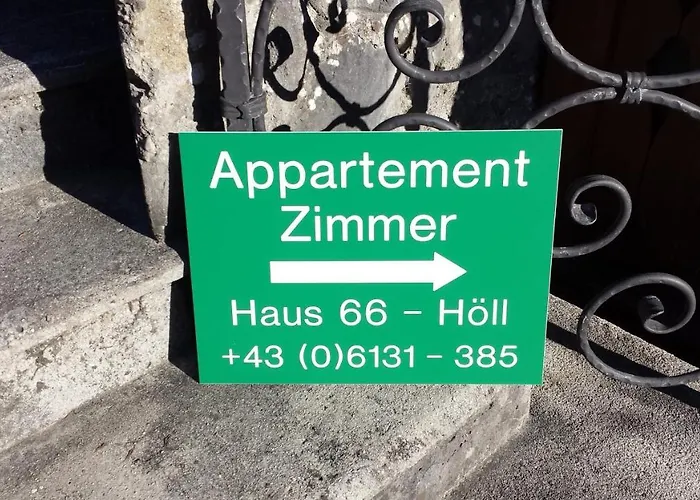 Appartement
Zimmer
Haus 66 – Höll
+43 (0)6131 – 385